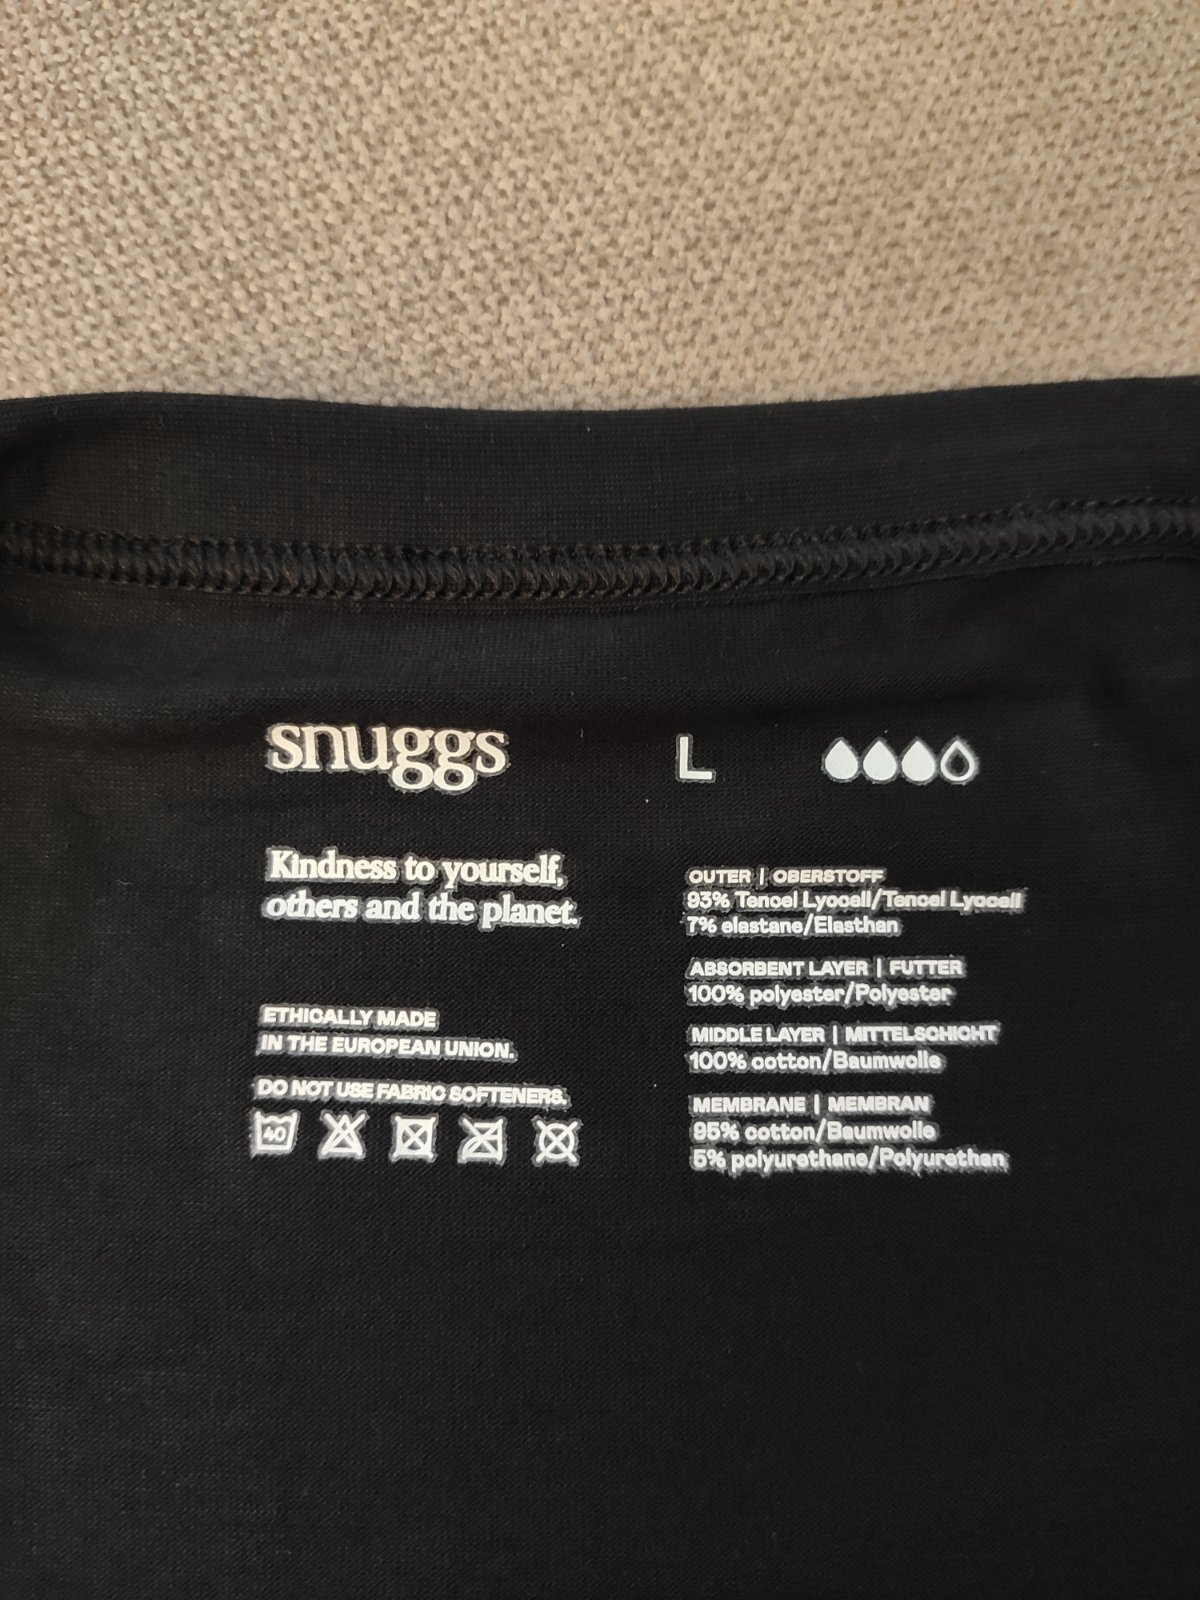 snuggs
L
Kindness to yourself,
others and the planet.
ETHICALLY MADE
IN THE EUROPEAN UNION.
DO NOT USE FABRIC SOFTENERS.
40
OUTER | OBERSTOFF
93% Tencel Lyocell/Tencel Lyocell
7% elastane/Elasthan
ABSORBENT LAYER | FUTTER
100% polyester/Polyester
MIDDLE LAYER | MITTELSCHICHT
100% cotton/Baumwolle
MEMBRANE | MEMBRAN
95% cotton/Baumwolle
5% polyurethane/Polyurethan